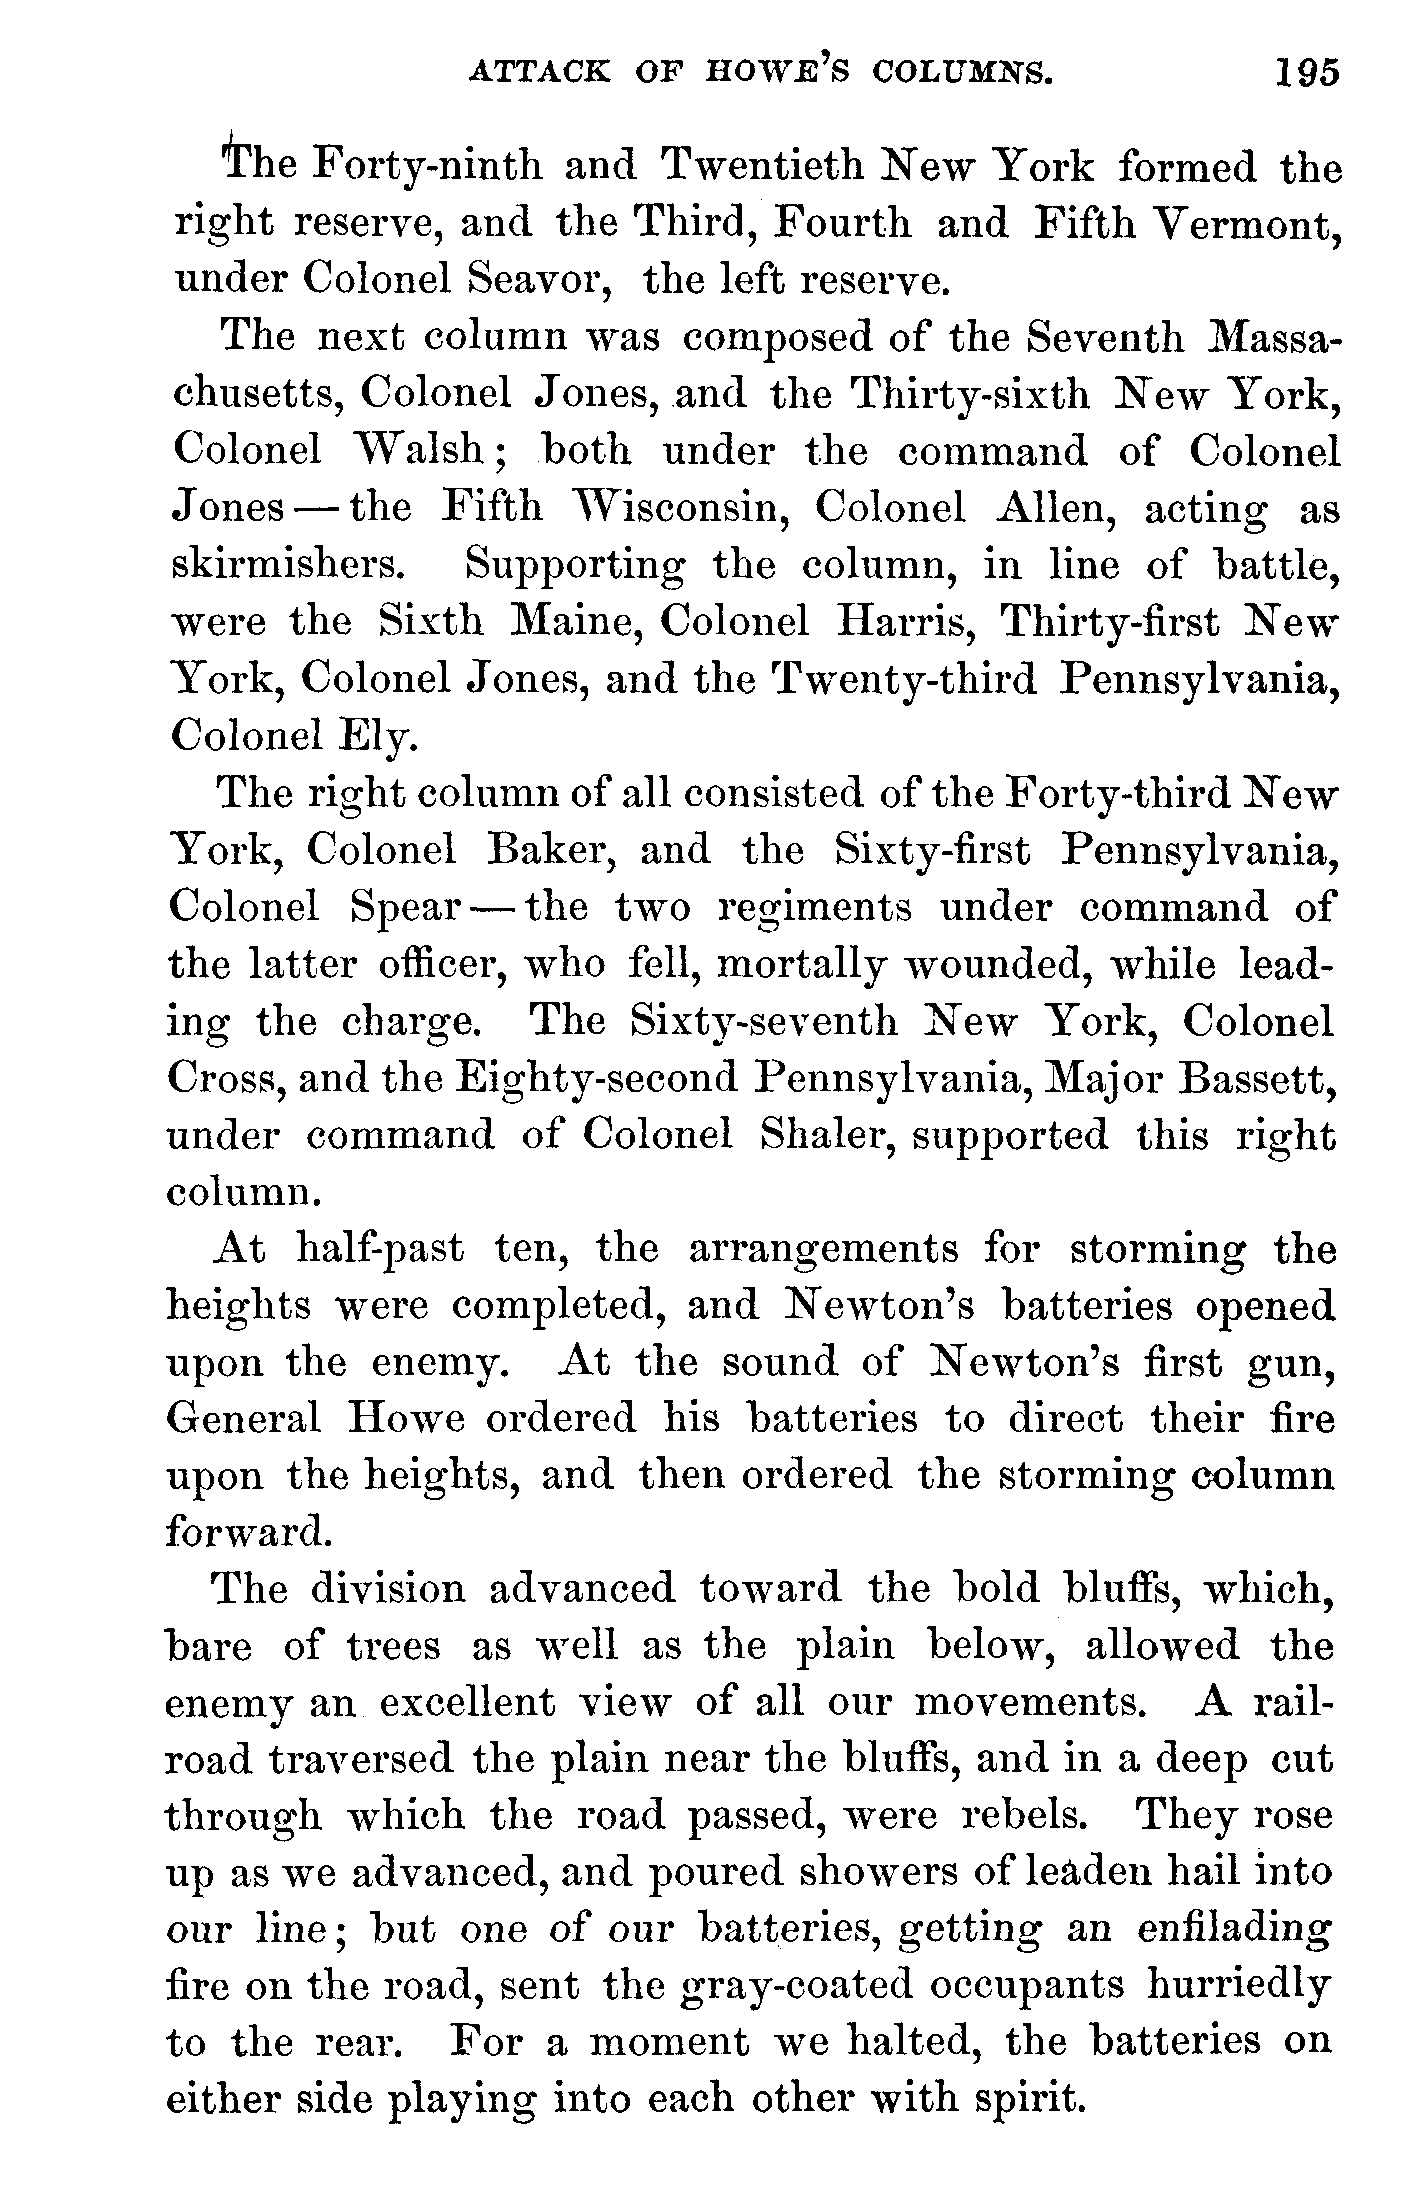 ATTACK OF HOWE'S COLUMNS. 195
The Forty-ninth and Twentieth New York formed the
right reserve, and the Third, Fourth and Fifth Vermont,
under Colonel Seavor, the left reserve.
The next column was composed of the Seventh Massa-
chusetts, Colonel Jones, and the Thirty-sixth New York,
Colonel Walsh; both under the command of Colonel
Jones — the Fifth Wisconsin, Colonel Allen, acting as
skirmishers. Supporting the column, in line of battle,
were the Sixth Maine, Colonel Harris, Thirty-first New
York, Colonel Jones, and the Twenty-third Pennsylvania,
Colonel Ely.
The right column of all consisted of the Forty-third New
York, Colonel Baker, and the Sixty-first Pennsylvania,
Colonel Spear — the two regiments under command of
the latter officer, who fell, mortally wounded, while lead-
ing the charge. The Sixty-seventh New York, Colonel
Cross, and the Eighty-second Pennsylvania, Major Bassett,
under command of Colonel Shaler, supported this right
column.
At half-past ten, the arrangements for storming the
heights were completed, and Newton's batteries opened
upon the enemy. At the sound of Newton's first gun,
General Howe ordered his batteries to direct their fire
upon the heights, and then ordered the storming column
forward.
The division advanced toward the bold bluffs, which,
bare of trees as well as the plain below, allowed the
enemy an excellent view of all our movements. A rail-
road traversed the plain near the bluffs, and in a deep cut
through which the road passed, were rebels. They rose
up as we advanced, and poured showers of leaden hail into
our line; but one of our batteries, getting an enfilading
fire on the road, sent the gray-coated occupants hurriedly
to the rear. For a moment we halted, the batteries on
either side playing into each other with spirit.